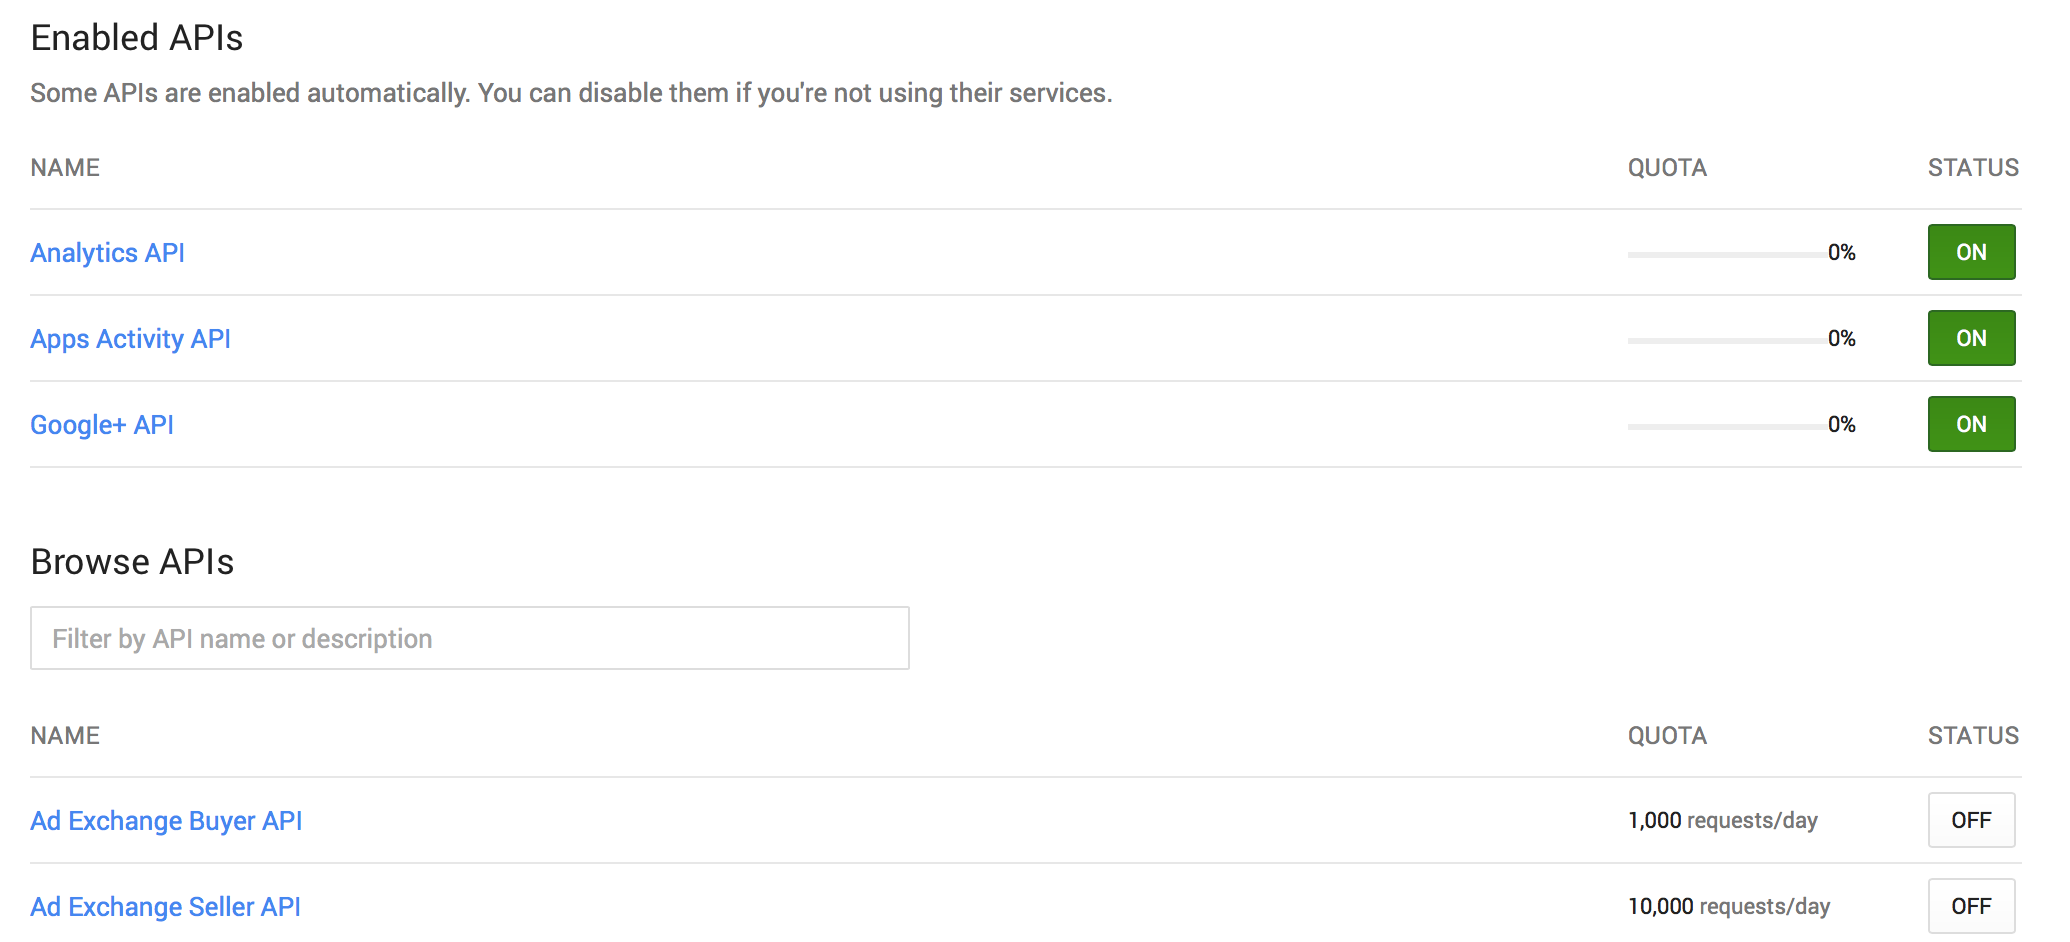 Enabled APIs
Some APIs are enabled automatically. You can disable them if you're not using their services.
NAME QUOTA STATUS
Analytics API 0% ON
Apps Activity API 0% ON
Google+ API 0% ON
Browse APIs
Filter by API name or description
NAME QUOTA STATUS
Ad Exchange Buyer API 1,000 requests/day OFF
Ad Exchange Seller API 10,000 requests/day OFF